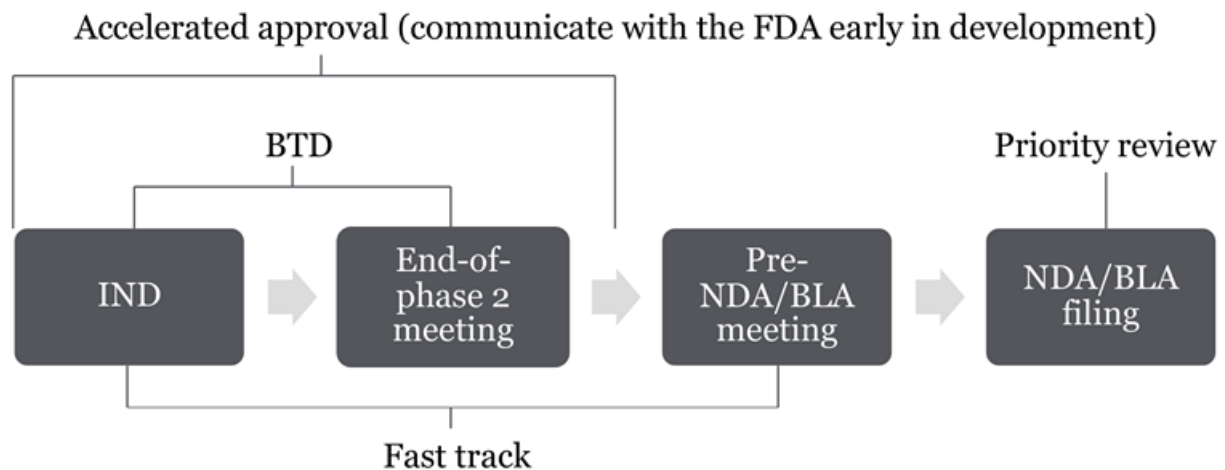 Accelerated approval (communicate with the FDA early in development)
BTD
Priority review
IND
End-of-
phase 2
meeting
Pre-
NDA/BLA
meeting
NDA/BLA
filing
Fast track